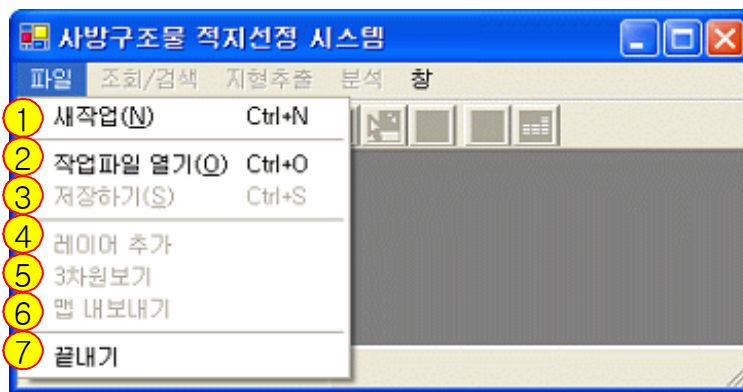 사방구조물 적지선정 시스템
파일 조회/검색 지형추출 분석 창
1 새작업(N) Ctrl+N
2 작업파일 열기(O) Ctrl+O
3 저장하기(S) Ctrl+S
4 레이어 추가
5 3차원보기
6 맵 내보내기
7 끝내기